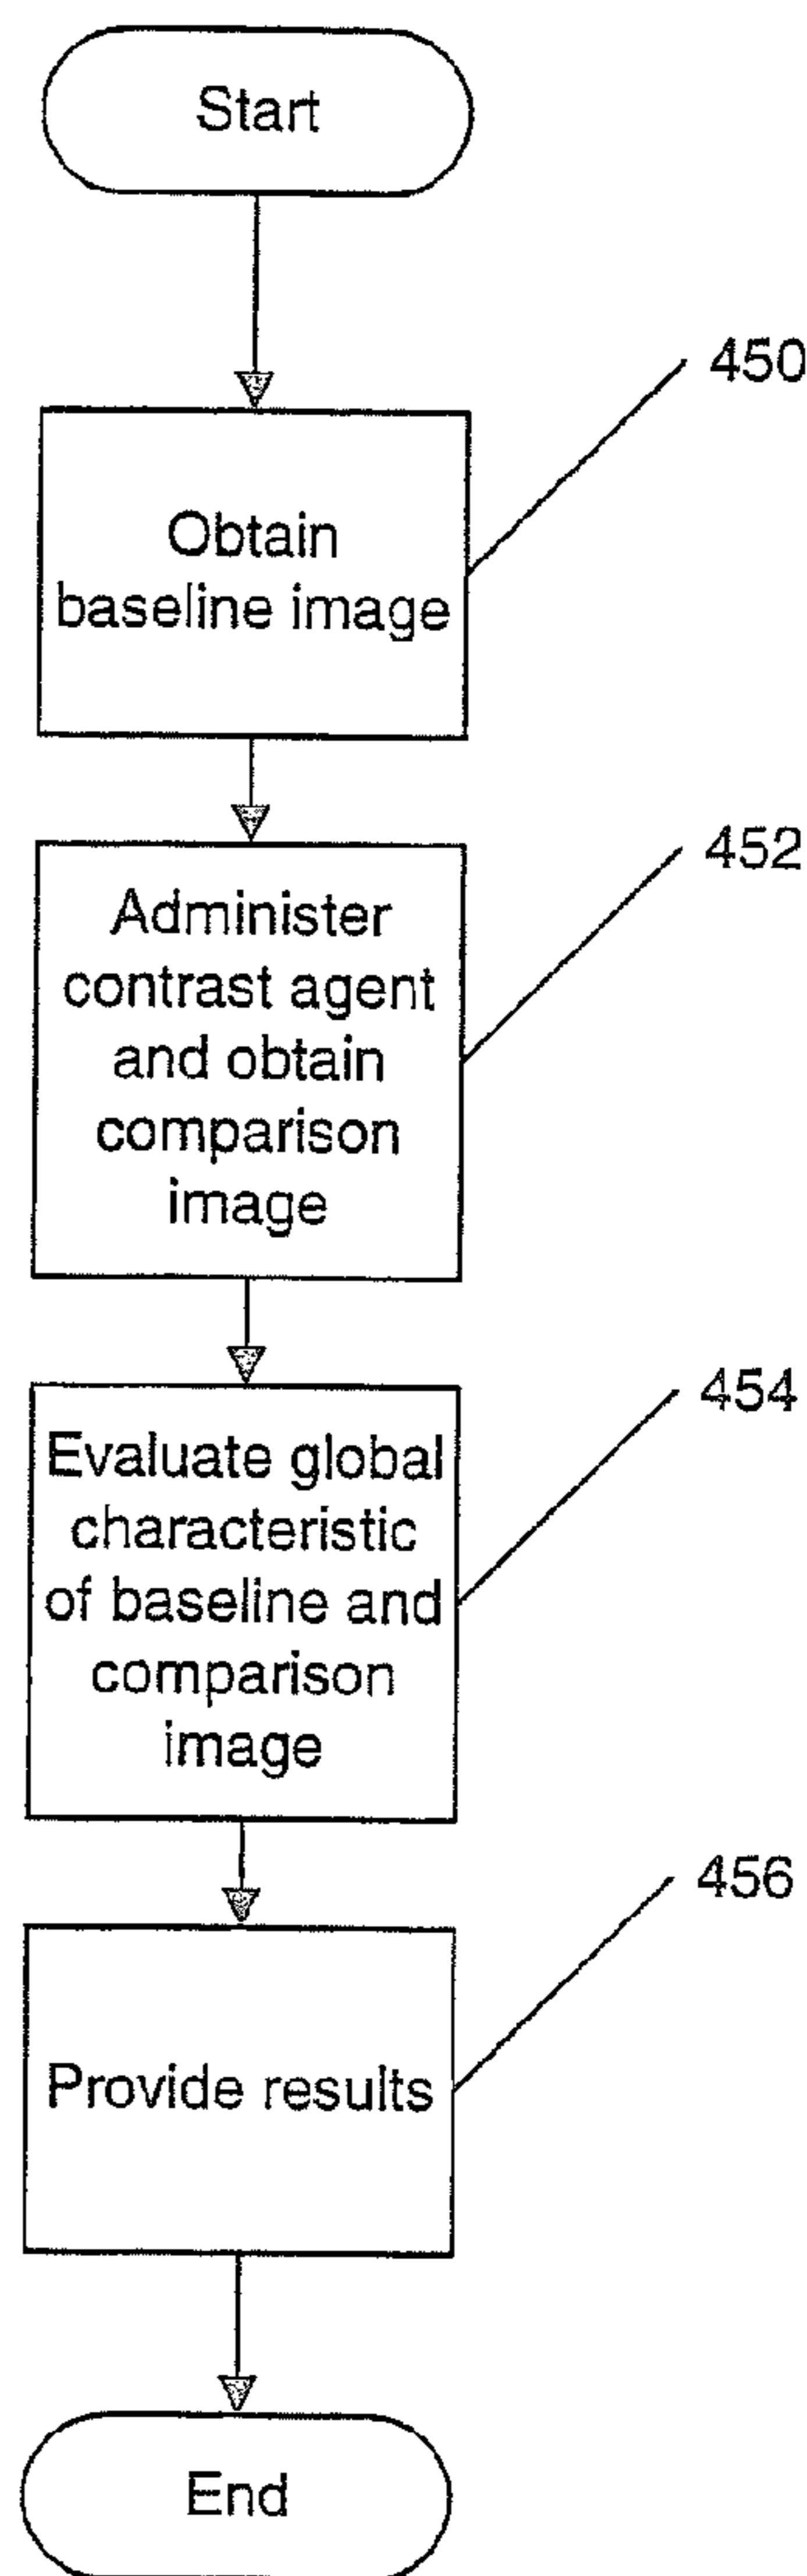 Start
450
Obtain
baseline image
452
Administer
contrast agent
and obtain
comparison
image
454
Evaluate global
characteristic
of baseline and
comparison
image
456
Provide results
End